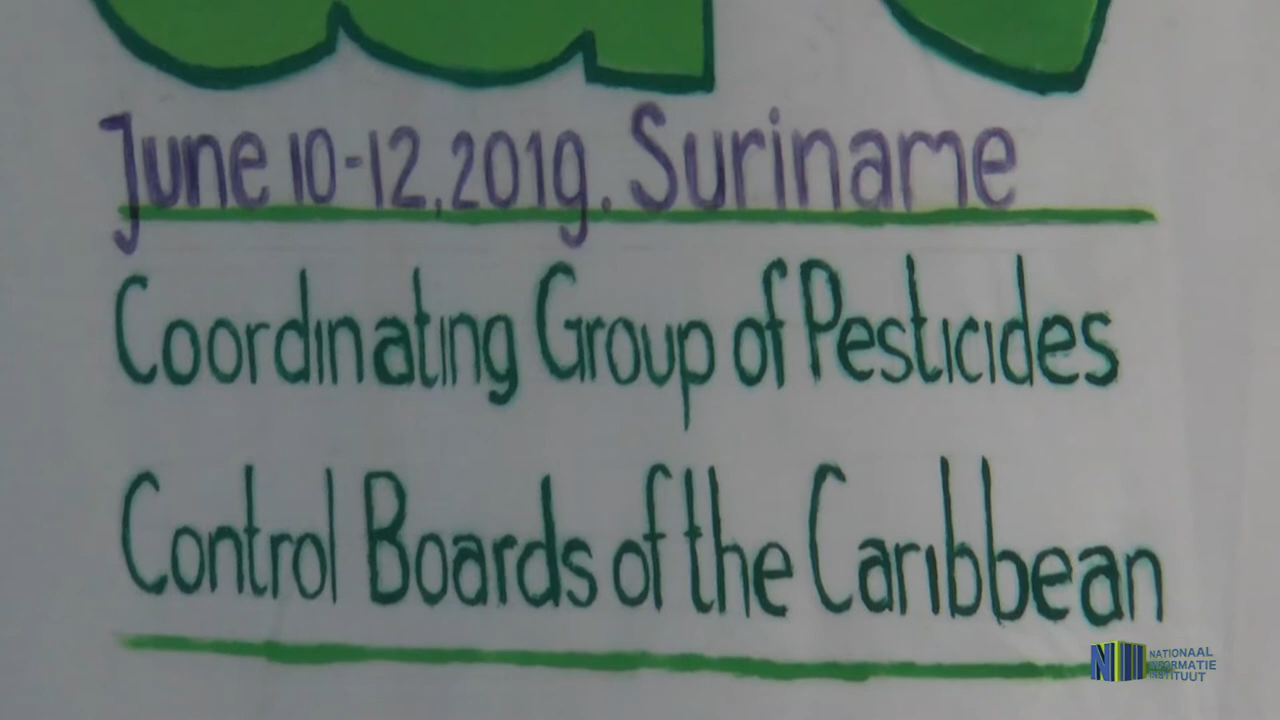 June 10-12, 2019. Suriname
Coordinating Group of Pesticides
Control Boards of the Caribbean
NATIONAAL
INFORMATIE
INSTITUUT